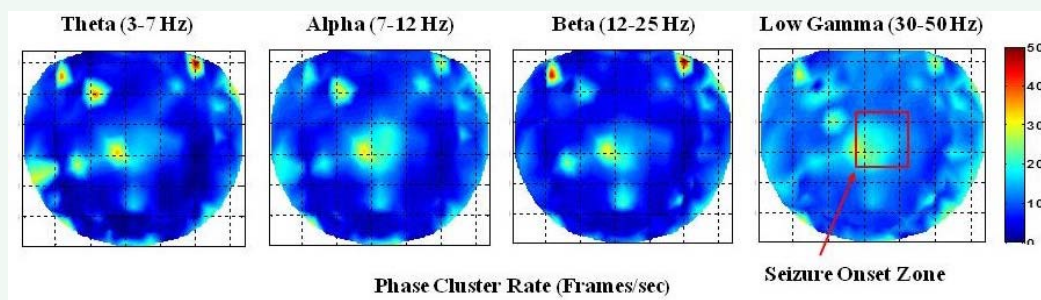 Theta (3-7 Hz) Alpha (7-12 Hz) Beta (12-25 Hz) Low Gamma (30-50 Hz)
50
40
30
20
10
0
Seizure Onset Zone
Phase Cluster Rate (Frames/sec)